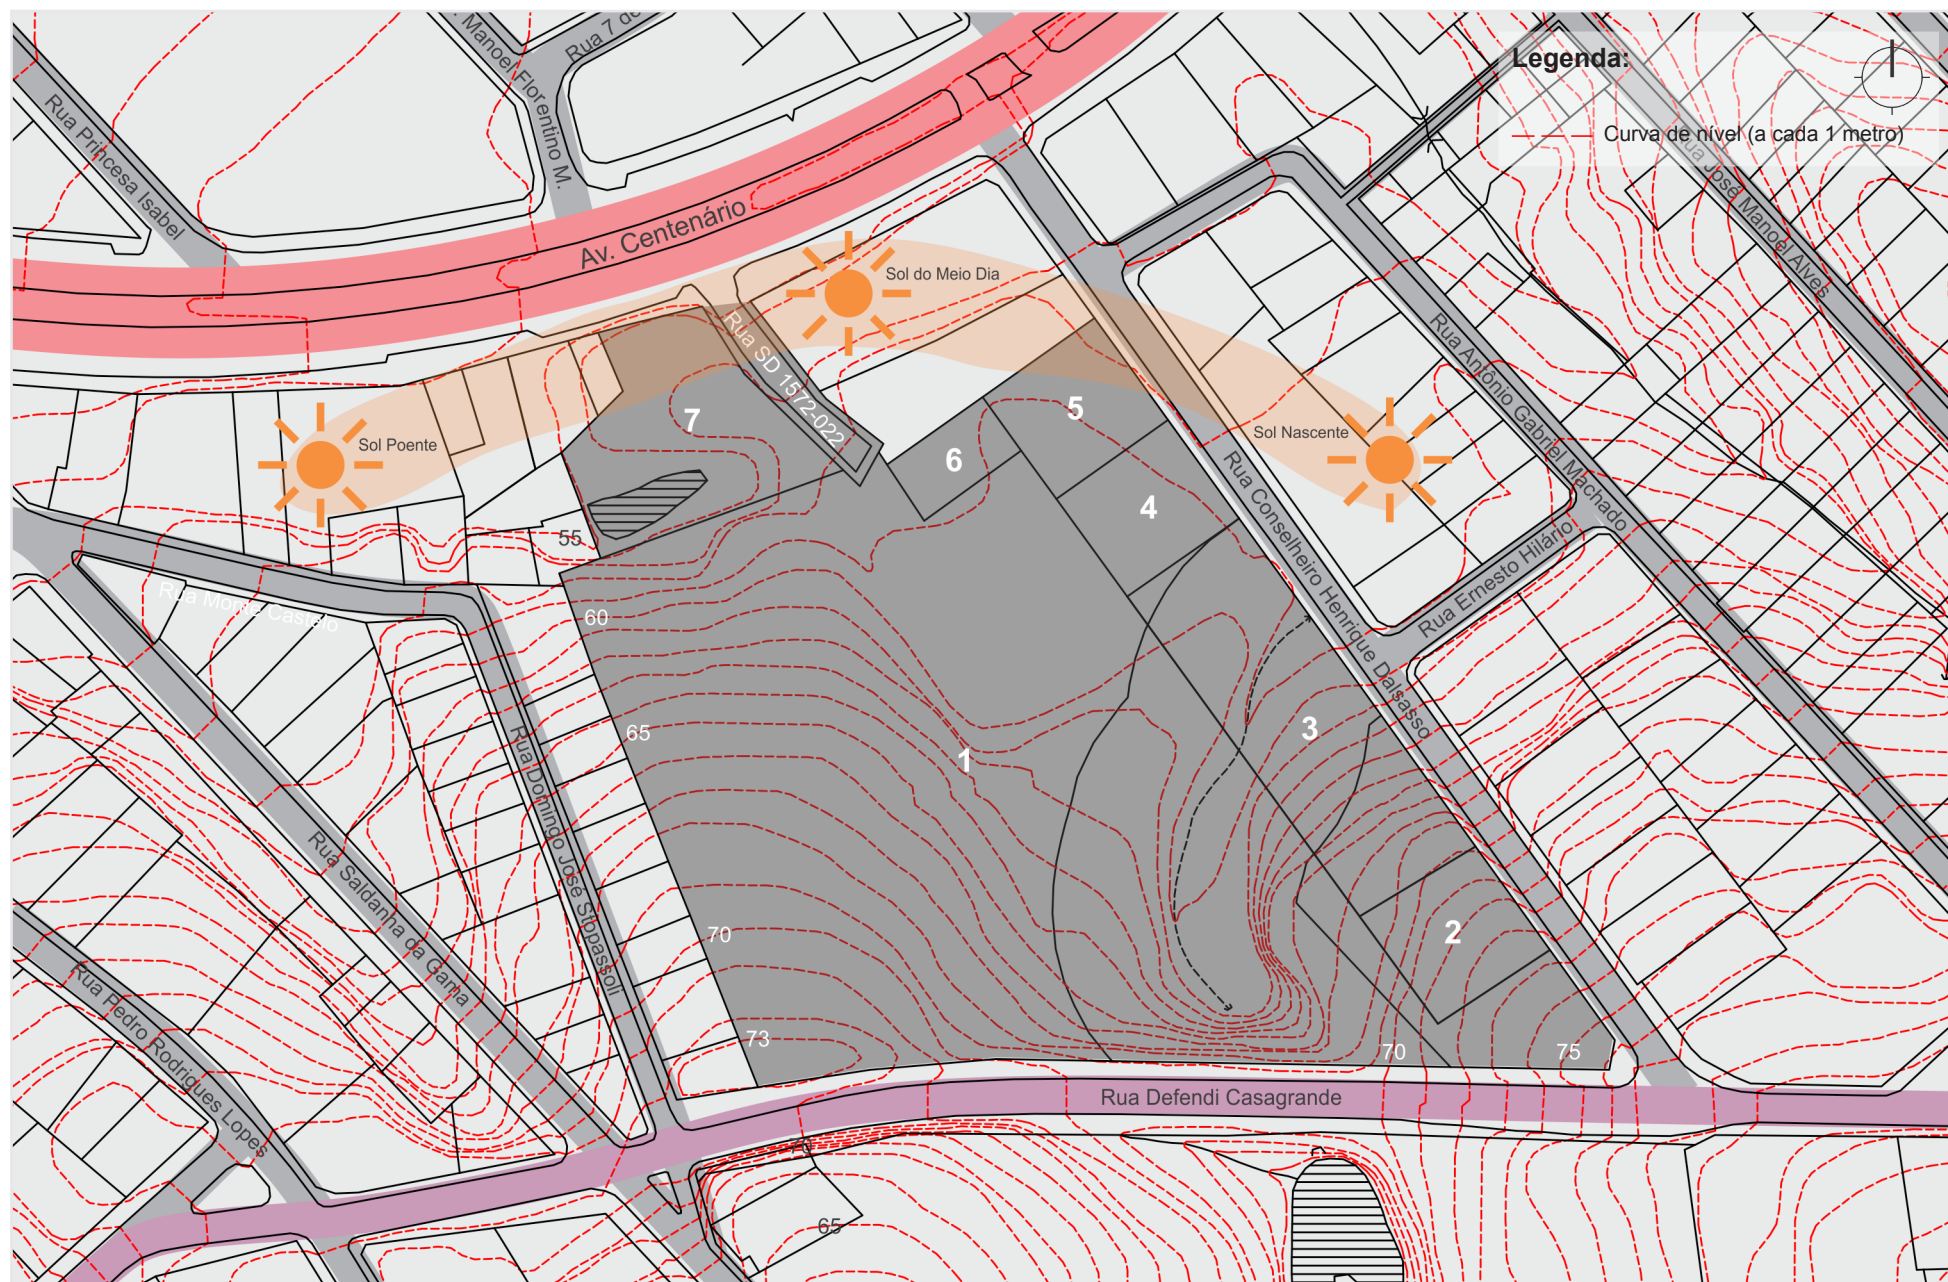 Legenda:
Curva de nível (a cada 1 metro)
Manoel Florentino M.
Rua 7 de
Rua Princesa Isabel
Av. Centenário
Rua José Manoel Alves
Sol do Meio Dia
Rua SD 1572-022
Sol Poente
Sol Nascente
Rua Antônio Gabriel Machado
7
5
6
4
Rua Conselheiro Henrique Dalsasso
Rua Ernesto Hilário
55
60
Rua Monte Castelo
65
1
3
Rua Domingo José Stopassoli
Rua Saldanha da Gama
70
2
Rua Pedro Rodrigues Lopes
73
70
75
Rua Defendi Casagrande
70
65